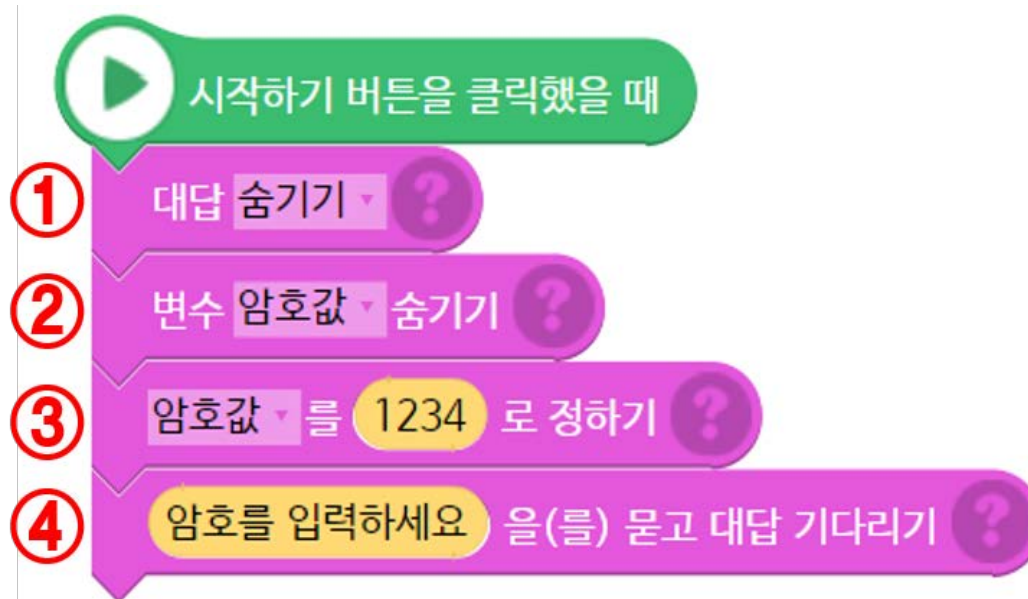 시작하기 버튼을 클릭했을 때
① 대답 숨기기 ?
② 변수 암호값 숨기기 ?
③ 암호값 를 1234 로 정하기 ?
④ 암호를 입력하세요 을(를) 묻고 대답 기다리기 ?